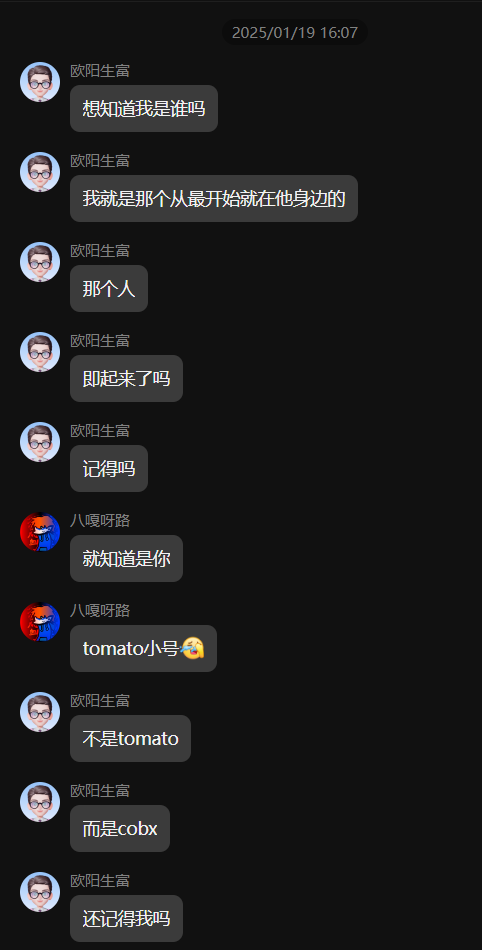 2025/01/19 16:07
欧阳生富
想知道我是谁吗
欧阳生富
我就是那个从最开始就在他身边的
欧阳生富
那个人
欧阳生富
即起来了吗
欧阳生富
记得吗
八嘎呀路
就知道是你
八嘎呀路
tomato小号😂
欧阳生富
不是tomato
欧阳生富
而是cobx
欧阳生富
还记得我吗